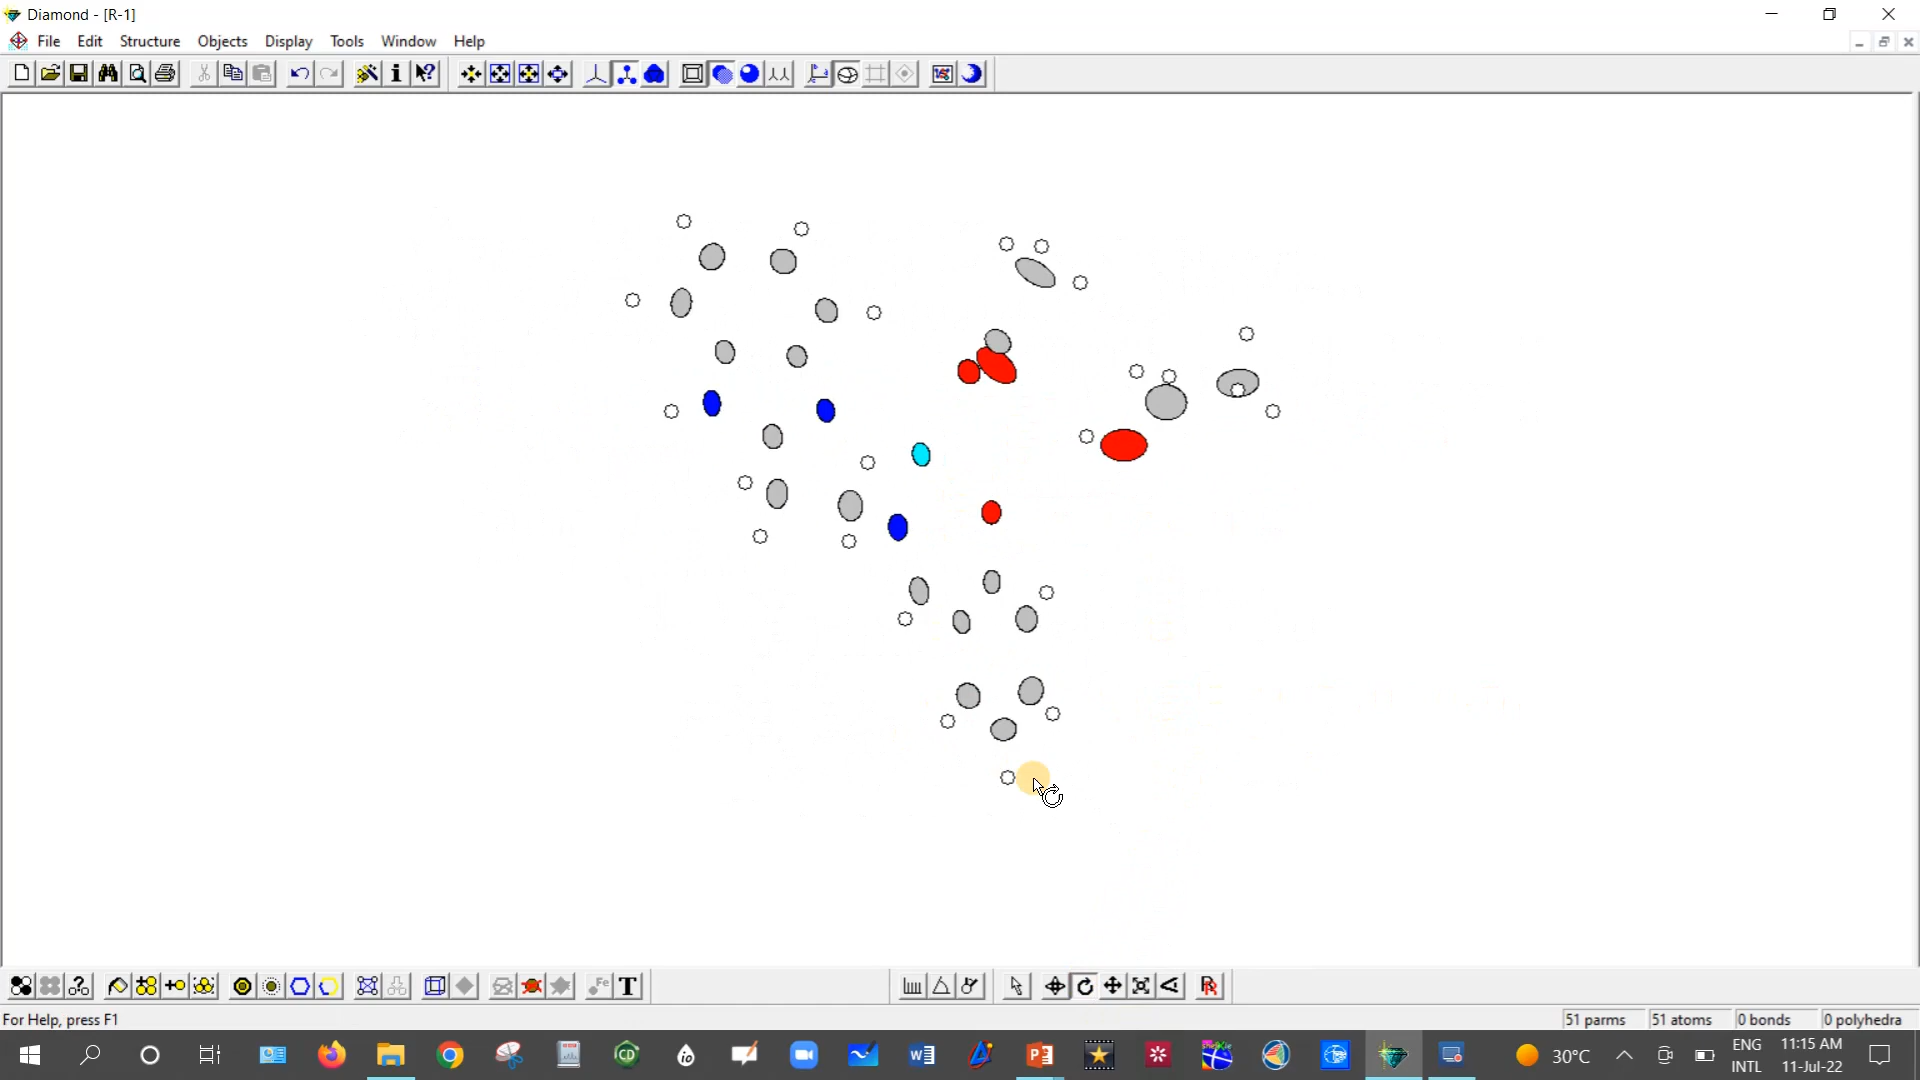 Diamond - [R-1]
File Edit Structure Objects Display Tools Window Help
For Help, press F1
51 parms 51 atoms 0 bonds 0 polyhedra
30°C
ENG
INTL
11:15 AM
11-Jul-22